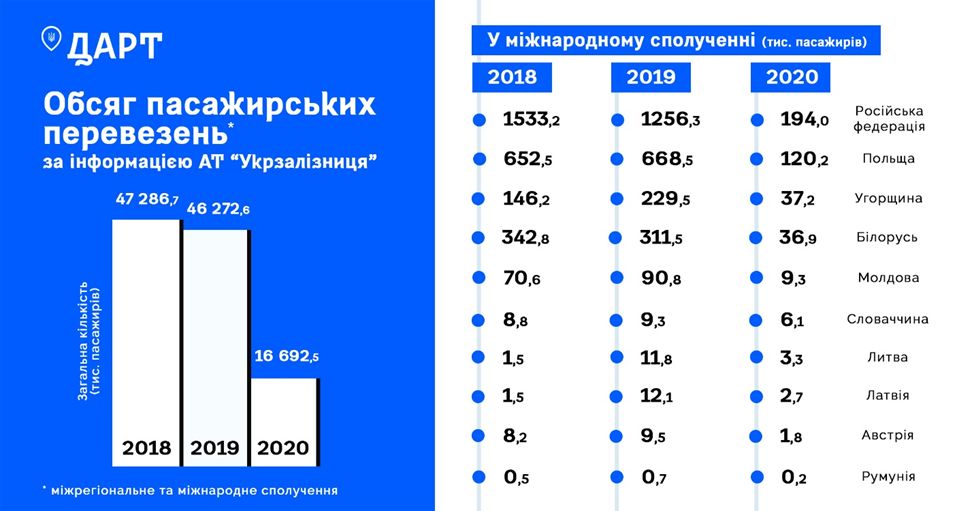 ДАРТ
Обсяг пасажирських
перевезень*
за інформацією АТ “Укрзалізниця”
47 286,7
46 272,6
16 692,5
Загальна кількість
(тис. пасажирів)
2018 2019 2020
* міжрегіональне та міжнародне сполучення
У міжнародному сполученні (тис. пасажирів)
2018 2019 2020
1533,2 1256,3 194,0 Російська
федерація
652,5 668,5 120,2 Польща
146,2 229,5 37,2 Угорщина
342,8 311,5 36,9 Білорусь
70,6 90,8 9,3 Молдова
8,8 9,3 6,1 Словаччина
1,5 11,8 3,3 Литва
1,5 12,1 2,7 Латвія
8,2 9,5 1,8 Австрія
0,5 0,7 0,2 Румунія